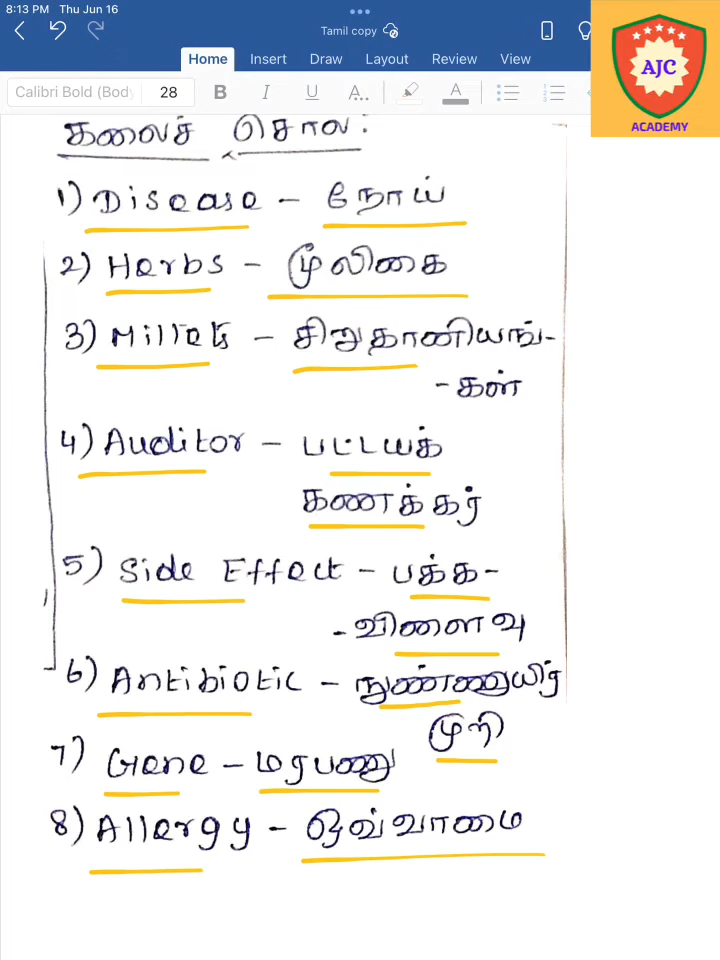 8:13 PM Thu Jun 16
Tamil copy
Home Insert Draw Layout Review View
Calibri Bold (Body 28 B I U A
AJC
ACADEMY
கலைச் சொல :
1) Disease - நோய்
2) Herbs - மூலிகை
3) Millets - சிறுதானியங்-
- கள்
4) Auditor - பட்டயக்
கணக்கர்
5) Side Effect - பக்க-
- விளைவு
6) Antibiotic - நுண்ணுயிர்
முறி
7) Gene - மரபணு
8) Allergy - ஒவ்வாமை